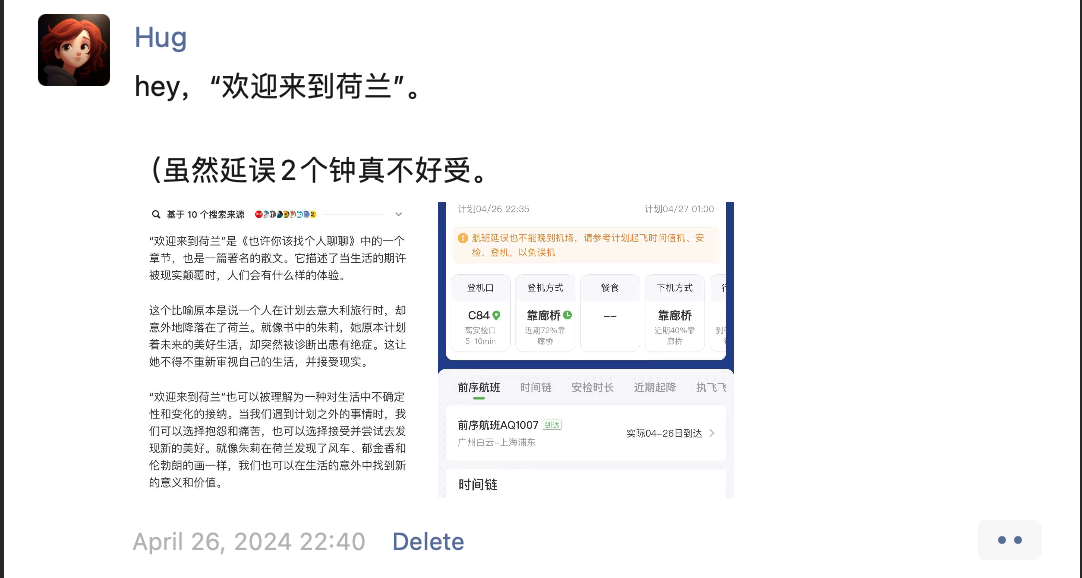 Hug
hey，“欢迎来到荷兰”。
（虽然延误2个钟真不好受。
基于 10 个搜索来源
“欢迎来到荷兰”是《也许你该找个人聊聊》中的一个
章节，也是一篇著名的散文。它描述了当生活的期许
被现实颠覆时，人们会有什么样的体验。
这个比喻原本是说一个人在计划去意大利旅行时，却
意外地降落在了荷兰。就像书中的朱莉，她原本计划
着未来的美好生活，却突然被诊断出患有绝症。这让
她不得不重新审视自己的生活，并接受现实。
“欢迎来到荷兰”也可以被理解为一种对生活中不确定
性和变化的接纳。当我们遇到计划之外的事情时，我
们可以选择抱怨和痛苦，也可以选择接受并尝试去发
现新的美好。就像朱莉在荷兰发现了风车、郁金香和
伦勃朗的画一样，我们也可以在生活的意外中找到新
的意义和价值。
计划04/26 22:35
计划04/27 01:00
航班延误也不能晚到机场，请参考计划起飞时间值机、安
检、登机，以免误机
登机口
登机方式
餐食
下机方式
C84
靠廊桥
--
靠廊桥
离安检口
5-10min
近期72%靠
廊桥
近期40%靠
廊桥
前序航班
时间链
安检时长
近期起降
执飞飞
前序航班AQ1007
到达
广州白云-上海浦东
实际04-26日到达
时间链
April 26, 2024 22:40
Delete